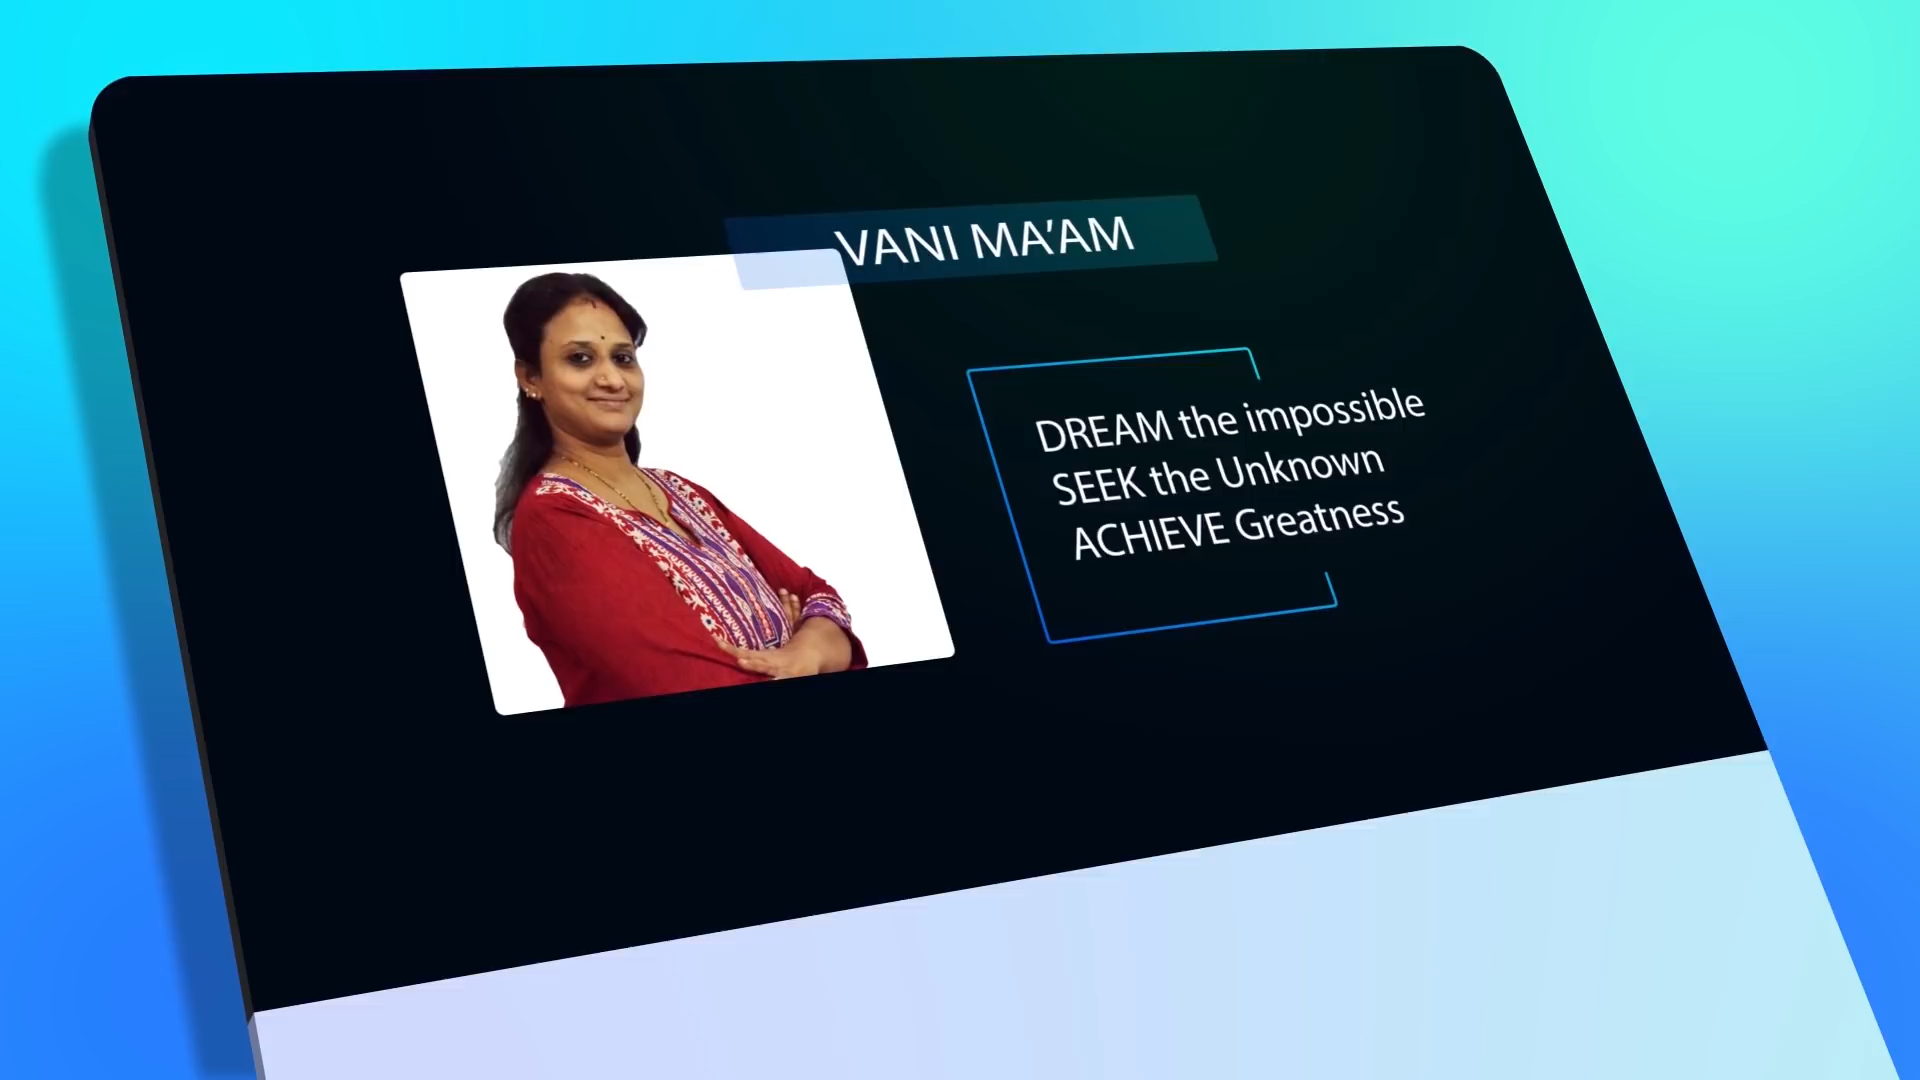 VANI MA’AM
DREAM the impossible
SEEK the Unknown
ACHIEVE Greatness